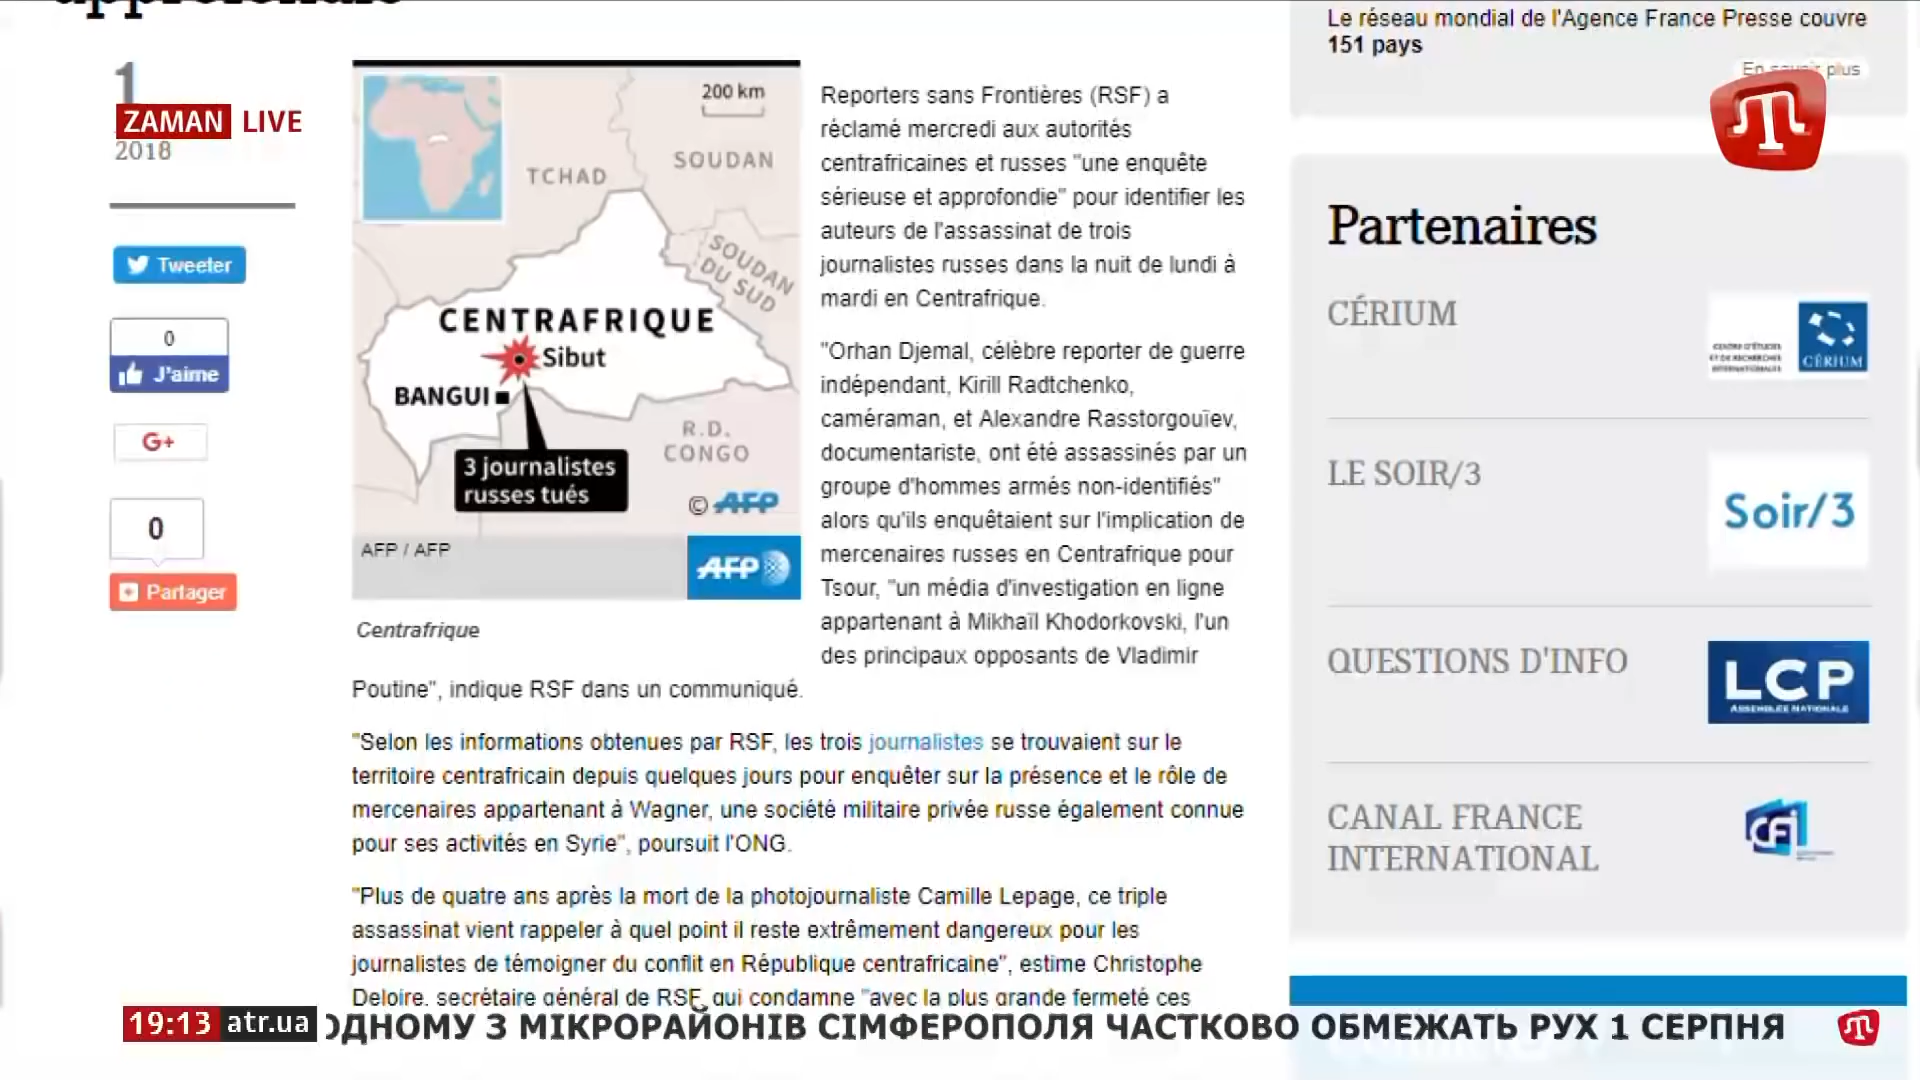 1
ZAMAN LIVE
2018
Tweeter
0
J'aime
G+
0
Partager
200 km
TCHAD
SOUDAN
SOUDAN
DU SUD
CENTRAFRIQUE
Sibut
BANGUI
R.D.
CONGO
3 journalistes
russes tués
© AFP
AFP / AFP
AFP
Centrafrique
Reporters sans Frontières (RSF) a
réclamé mercredi aux autorités
centrafricaines et russes "une enquête
sérieuse et approfondie" pour identifier les
auteurs de l'assassinat de trois
journalistes russes dans la nuit de lundi à
mardi en Centrafrique.
"Orhan Djemal, célèbre reporter de guerre
indépendant, Kirill Radtchenko,
caméraman, et Alexandre Rasstorgouïev,
documentariste, ont été assassinés par un
groupe d'hommes armés non-identifiés"
alors qu'ils enquêtaient sur l'implication de
mercenaires russes en Centrafrique pour
Tsour, "un média d'investigation en ligne
appartenant à Mikhaïl Khodorkovski, l'un
des principaux opposants de Vladimir
Poutine", indique RSF dans un communiqué.
"Selon les informations obtenues par RSF, les trois journalistes se trouvaient sur le
territoire centrafricain depuis quelques jours pour enquêter sur la présence et le rôle de
mercenaires appartenant à Wagner, une société militaire privée russe également connue
pour ses activités en Syrie", poursuit l'ONG.
"Plus de quatre ans après la mort de la photojournaliste Camille Lepage, ce triple
assassinat vient rappeler à quel point il reste extrêmement dangereux pour les
journalistes de témoigner du conflit en République centrafricaine", estime Christophe
Deloire, secrétaire général de RSF, qui condamne "avec la plus grande fermeté ces
Le réseau mondial de l'Agence France Presse couvre
151 pays
En savoir plus
Partenaires
CÉRIUM
CENTRE D'ÉTUDES
ET DE RECHERCHES
INTERNATIONALES
CÉRIUM
LE SOIR/3
Soir/3
QUESTIONS D'INFO
LCP
ASSEMBLÉE NATIONALE
CANAL FRANCE
INTERNATIONAL
CFI
19:13 atr.ua
ОДНОМУ З МІКРОРАЙОНІВ СІМФЕРОПОЛЯ ЧАСТКОВО ОБМЕЖАТЬ РУХ 1 СЕРПНЯ